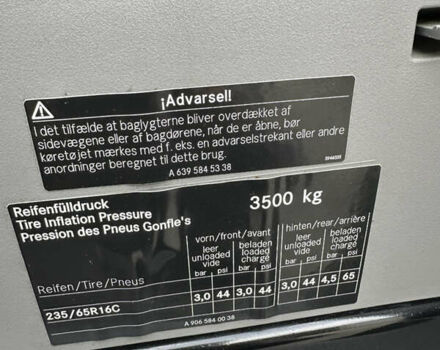 ¡Advarsel!
I det tilfælde at baglygterne bliver overdækket af
sidevægene eller af bagdørene, når de er åbne, bør
køretøjet mærkes med f. eks. en advarselstrekant eller andre
anordninger beregnet til dette brug.
A 639 584 53 38
Reifenfülldruck
Tire Inflation Pressure
Pression des Pneus Gonfle's
3500 kg
vorn/front/avant
hinten/rear/arrière
leer beladen leer beladen
unloaded loaded unloaded loaded
vide chargé vide chargé
bar psi bar psi bar psi bar psi
Reifen/Tire/Pneus
235/65R16C 3,0 44 3,0 44 3,0 44 4,5 65
A 906 584 00 38